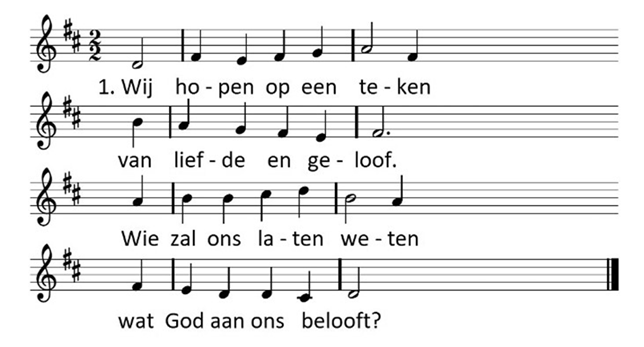 1. Wij ho - pen op een te - ken
van lief - de en ge - loof.
Wie zal ons la - ten we - ten
wat God aan ons belooft?